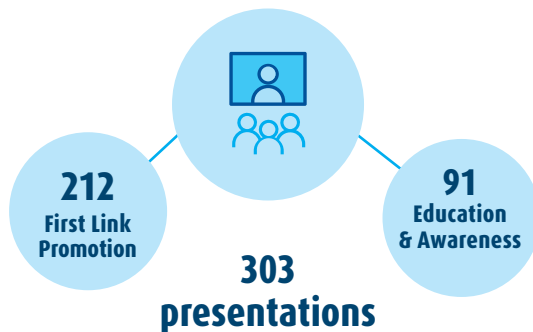 212
First Link
Promotion
91
Education
& Awareness
303
presentations